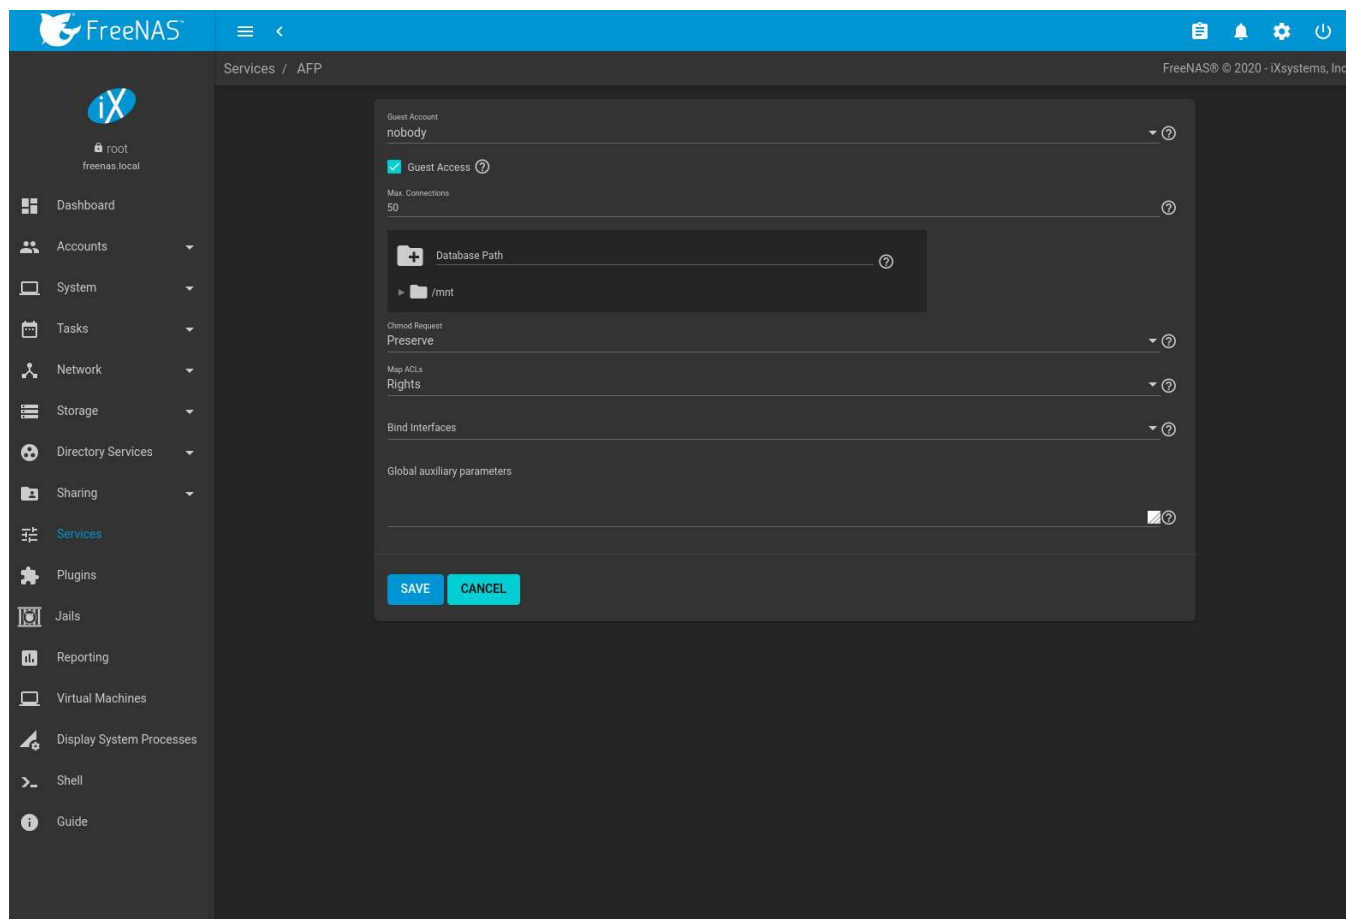 FreeNAS®
Services / AFP
FreeNAS® © 2020 - iXsystems, Inc
iX
root
freenas.local
Dashboard
Accounts
System
Tasks
Network
Storage
Directory Services
Sharing
Services
Plugins
Jails
Reporting
Virtual Machines
Display System Processes
Shell
Guide
Guest Account
nobody
Guest Access
Max. Connections
50
Database Path
/mnt
Chmod Request
Preserve
Map ACLs
Rights
Bind Interfaces
Global auxiliary parameters
SAVE CANCEL